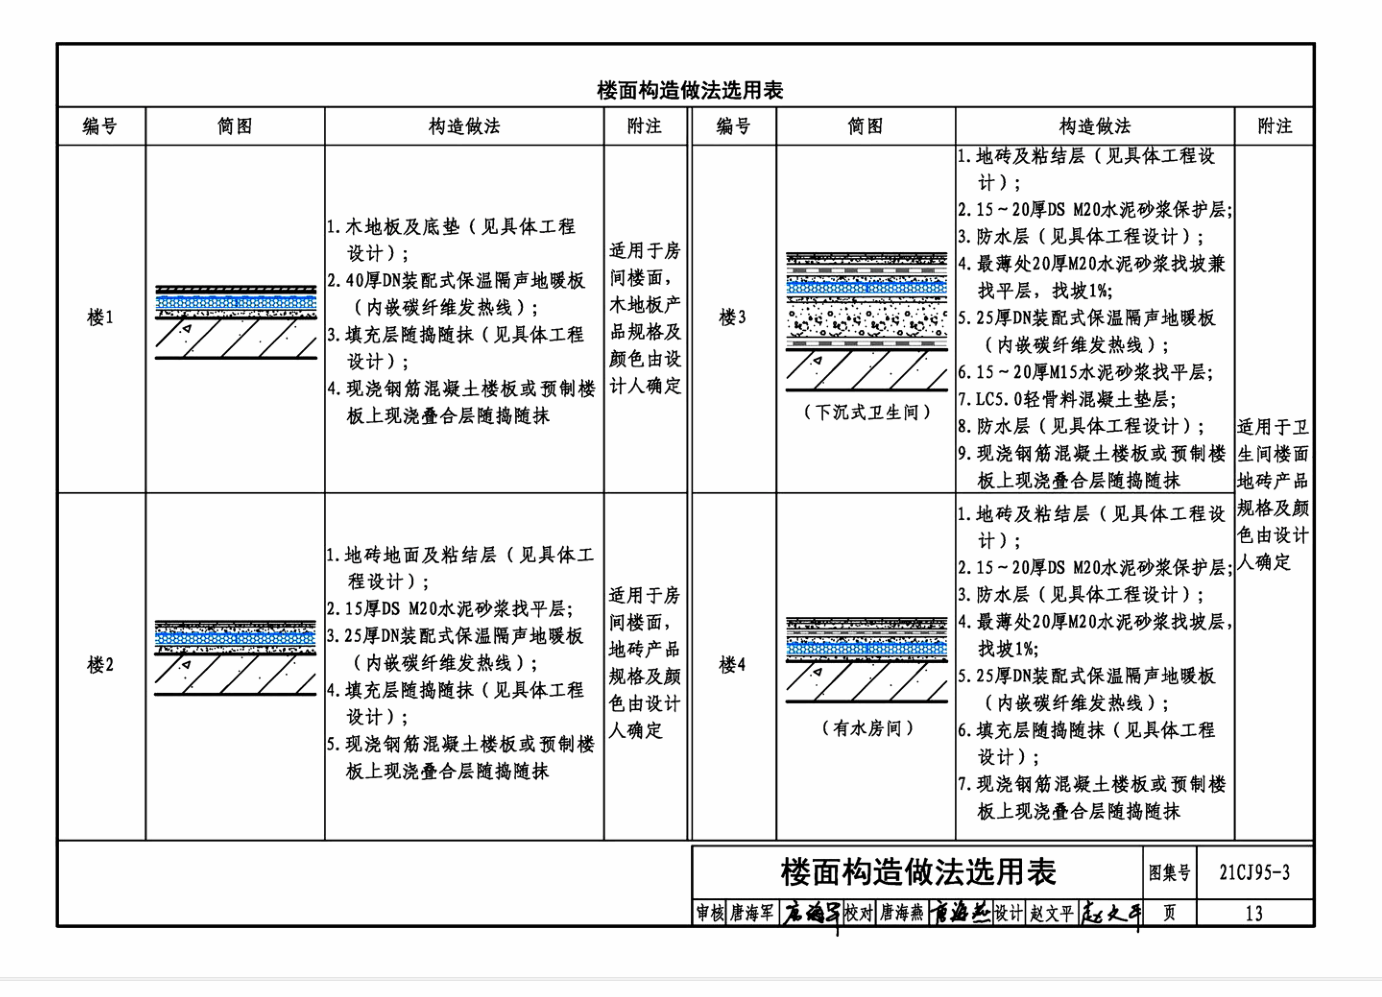 楼面构造做法选用表
编号
简图
构造做法
附注
编号
简图
构造做法
附注
楼1
1.木地板及底垫（见具体工程
设计）；
2.40厚DN装配式保温隔声地暖板
（内嵌碳纤维发热线）；
3.填充层随捣随抹（见具体工程
设计）；
4.现浇钢筋混凝土楼板或预制楼
板上现浇叠合层随捣随抹
适用于房
间楼面，
木地板产
品规格及
颜色由设
计人确定
楼2
1.地砖地面及粘结层（见具体工
程设计）；
2.15厚DS M20水泥砂浆找平层；
3.25厚DN装配式保温隔声地暖板
（内嵌碳纤维发热线）；
4.填充层随捣随抹（见具体工程
设计）；
5.现浇钢筋混凝土楼板或预制楼
板上现浇叠合层随捣随抹
适用于房
间楼面，
地砖产品
规格及颜
色由设计
人确定
楼3
（下沉式卫生间）
1.地砖及粘结层（见具体工程设
计）；
2.15~20厚DS M20水泥砂浆保护层；
3.防水层（见具体工程设计）；
4.最薄处20厚M20水泥砂浆找坡兼
找平层，找坡1%；
5.25厚DN装配式保温隔声地暖板
（内嵌碳纤维发热线）；
6.15~20厚M15水泥砂浆找平层；
7.LC5.0轻骨料混凝土垫层；
8.防水层（见具体工程设计）；
9.现浇钢筋混凝土楼板或预制楼
板上现浇叠合层随捣随抹
楼4
（有水房间）
1.地砖及粘结层（见具体工程设
计）；
2.15~20厚DS M20水泥砂浆保护层；
3.防水层（见具体工程设计）；
4.最薄处20厚M20水泥砂浆找坡层，
找坡1%；
5.25厚DN装配式保温隔声地暖板
（内嵌碳纤维发热线）；
6.填充层随捣随抹（见具体工程
设计）；
7.现浇钢筋混凝土楼板或预制楼
板上现浇叠合层随捣随抹
适用于卫
生间楼面
地砖产品
规格及颜
色由设计
人确定
楼面构造做法选用表
图集号
21CJ95-3
审核 唐海军 唐海军 校对 唐海燕 唐海燕 设计 赵文平 赵文平
页
13